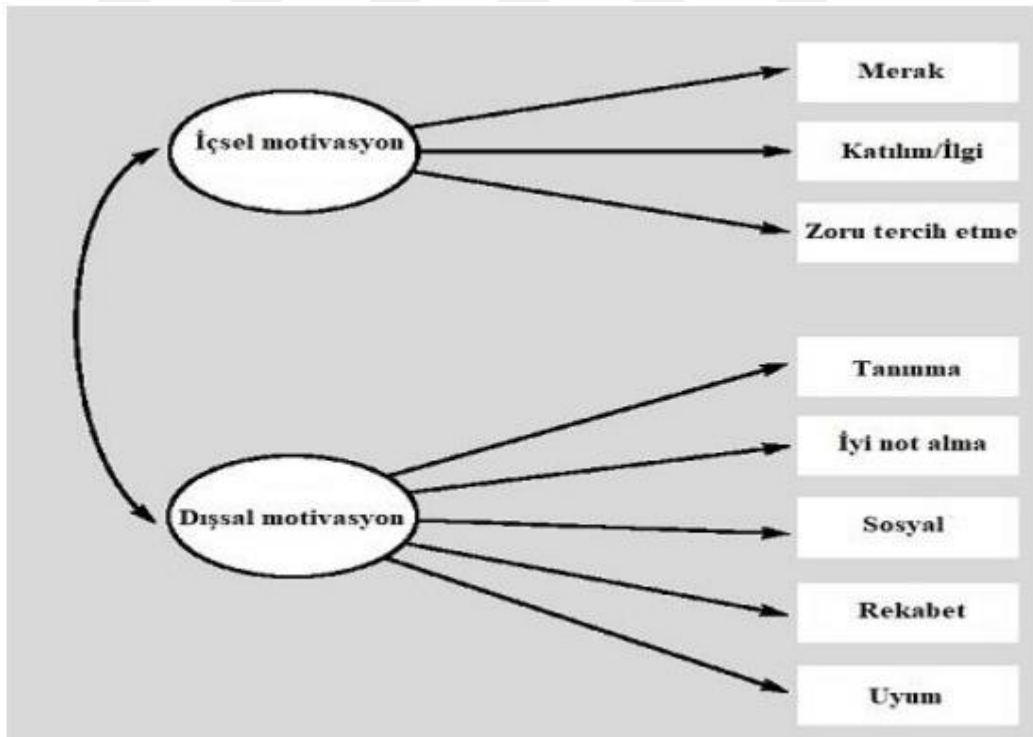 İçsel motivasyon
Merak
Katılım/İlgi
Zoru tercih etme
Dışsal motivasyon
Tanınma
İyi not alma
Sosyal
Rekabet
Uyum